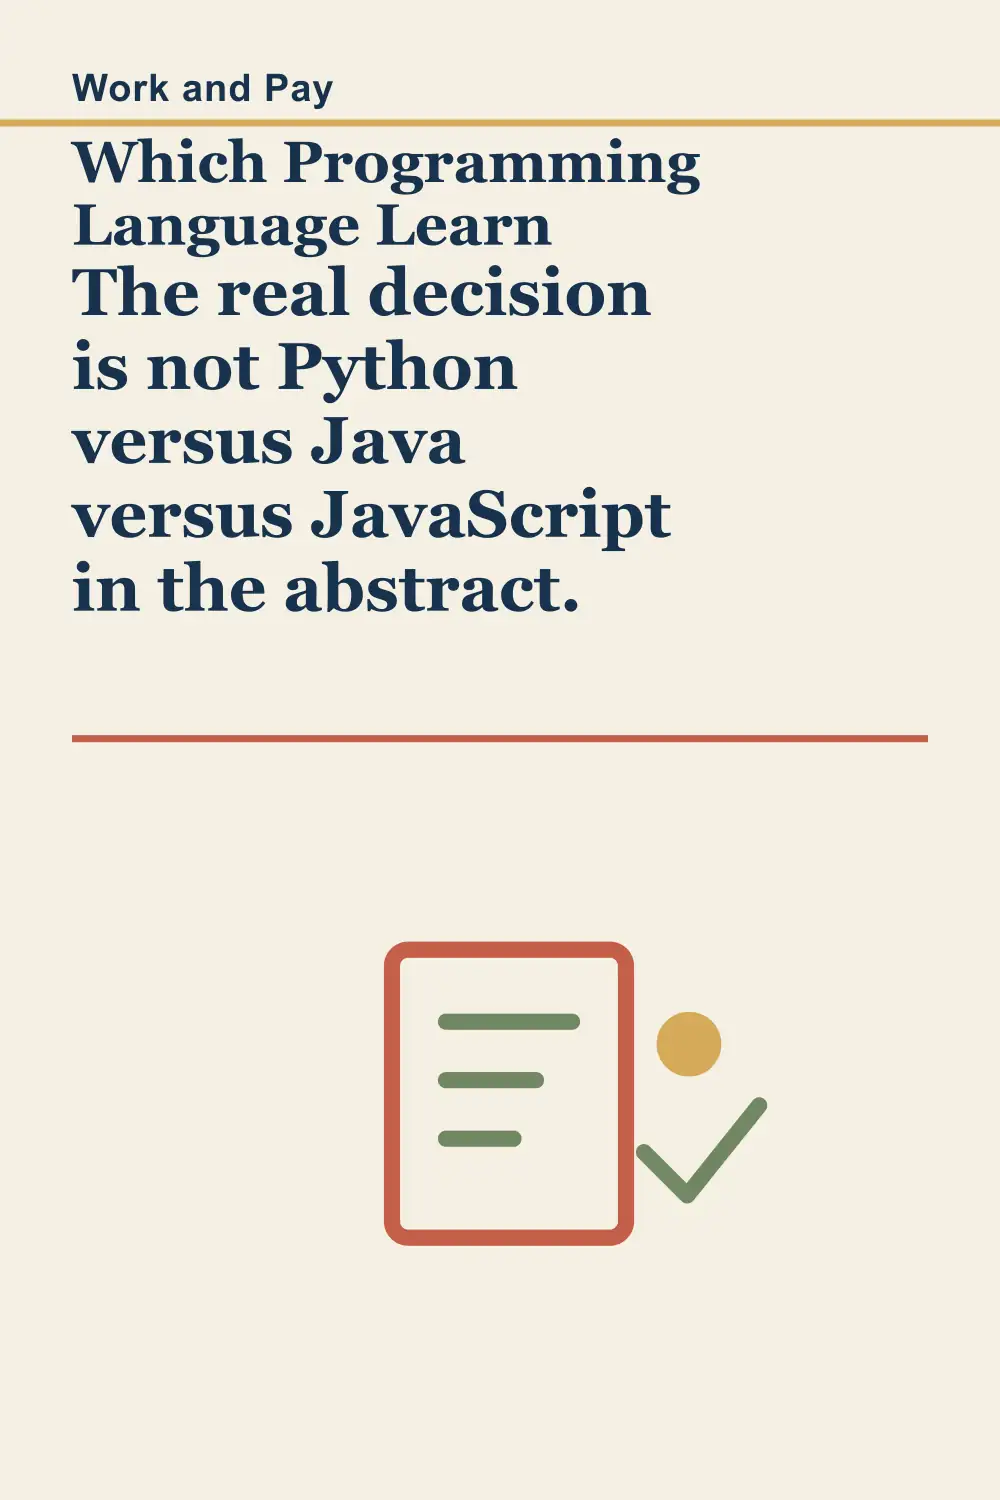 Work and Pay
Which Programming
Language Learn
The real decision
is not Python
versus Java
versus JavaScript
in the abstract.